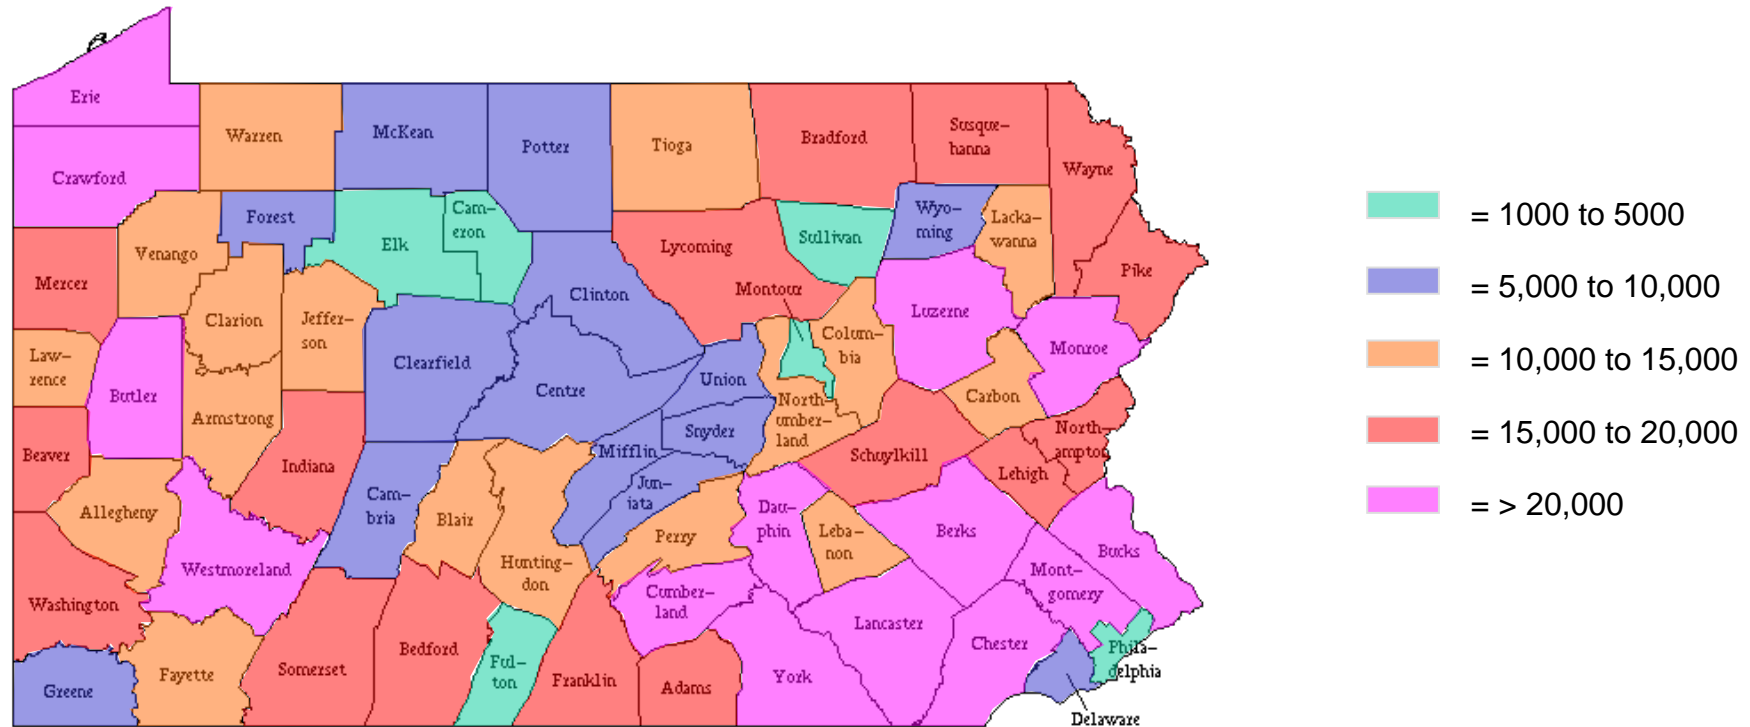 Erie
Crawford
Warren
McKean
Potter
Tioga
Bradford
Susque–
hanna
Wayne
Forest
Elk
Cam–
eron
Venango
Mercer
Lycoming
Sullivan
Wyo–
ming
Lacka–
wanna
Pike
Clarion
Jeffer–
son
Clinton
Montour
Colum–
bia
Luzerne
Monroe
Law–
rence
Butler
Armstrong
Clearfield
Centre
Union
North–
umber–
land
Carbon
Beaver
Indiana
Mifflin
Snyder
Schuylkill
North–
ampton
Lehigh
Allegheny
Cam–
bria
Blair
Jun–
iata
Perry
Dau–
phin
Leba–
non
Berks
Bucks
Westmoreland
Hunting–
don
Cumber–
land
Mont–
gomery
Washington
Lancaster
Chester
Phila–
delphia
Greene
Fayette
Somerset
Bedford
Ful–
ton
Franklin
Adams
York
Delaware
= 1000 to 5000
= 5,000 to 10,000
= 10,000 to 15,000
= 15,000 to 20,000
= > 20,000